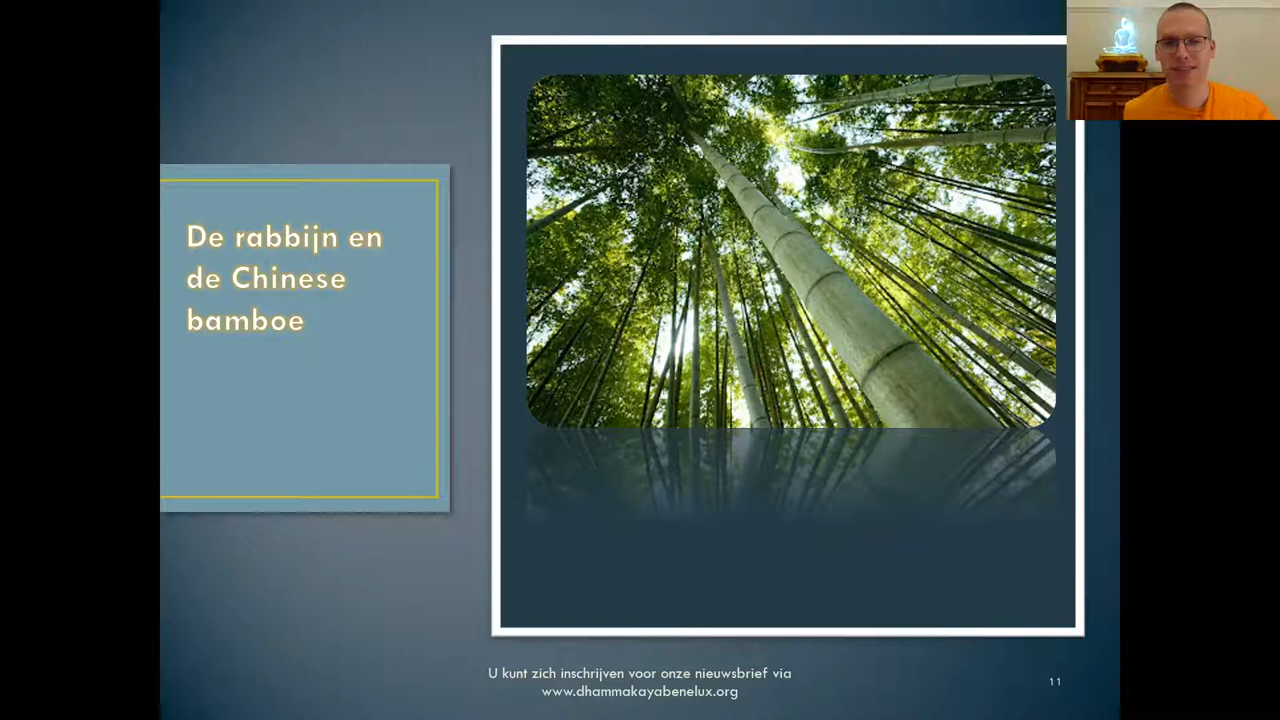 De rabbijn en
de Chinese
bamboe
U kunt zich inschrijven voor onze nieuwsbrief via
www.dhammakayabenelux.org
11